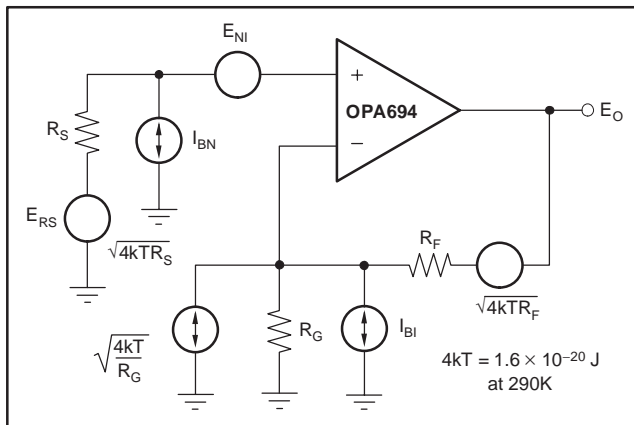 E_NI
+
OPA694
E_O
R_S
I_BN
−
E_RS
√4kTR_S
R_F
√4kTR_F
√4kT/R_G
R_G
I_BI
4kT = 1.6 × 10⁻²⁰ J
at 290K